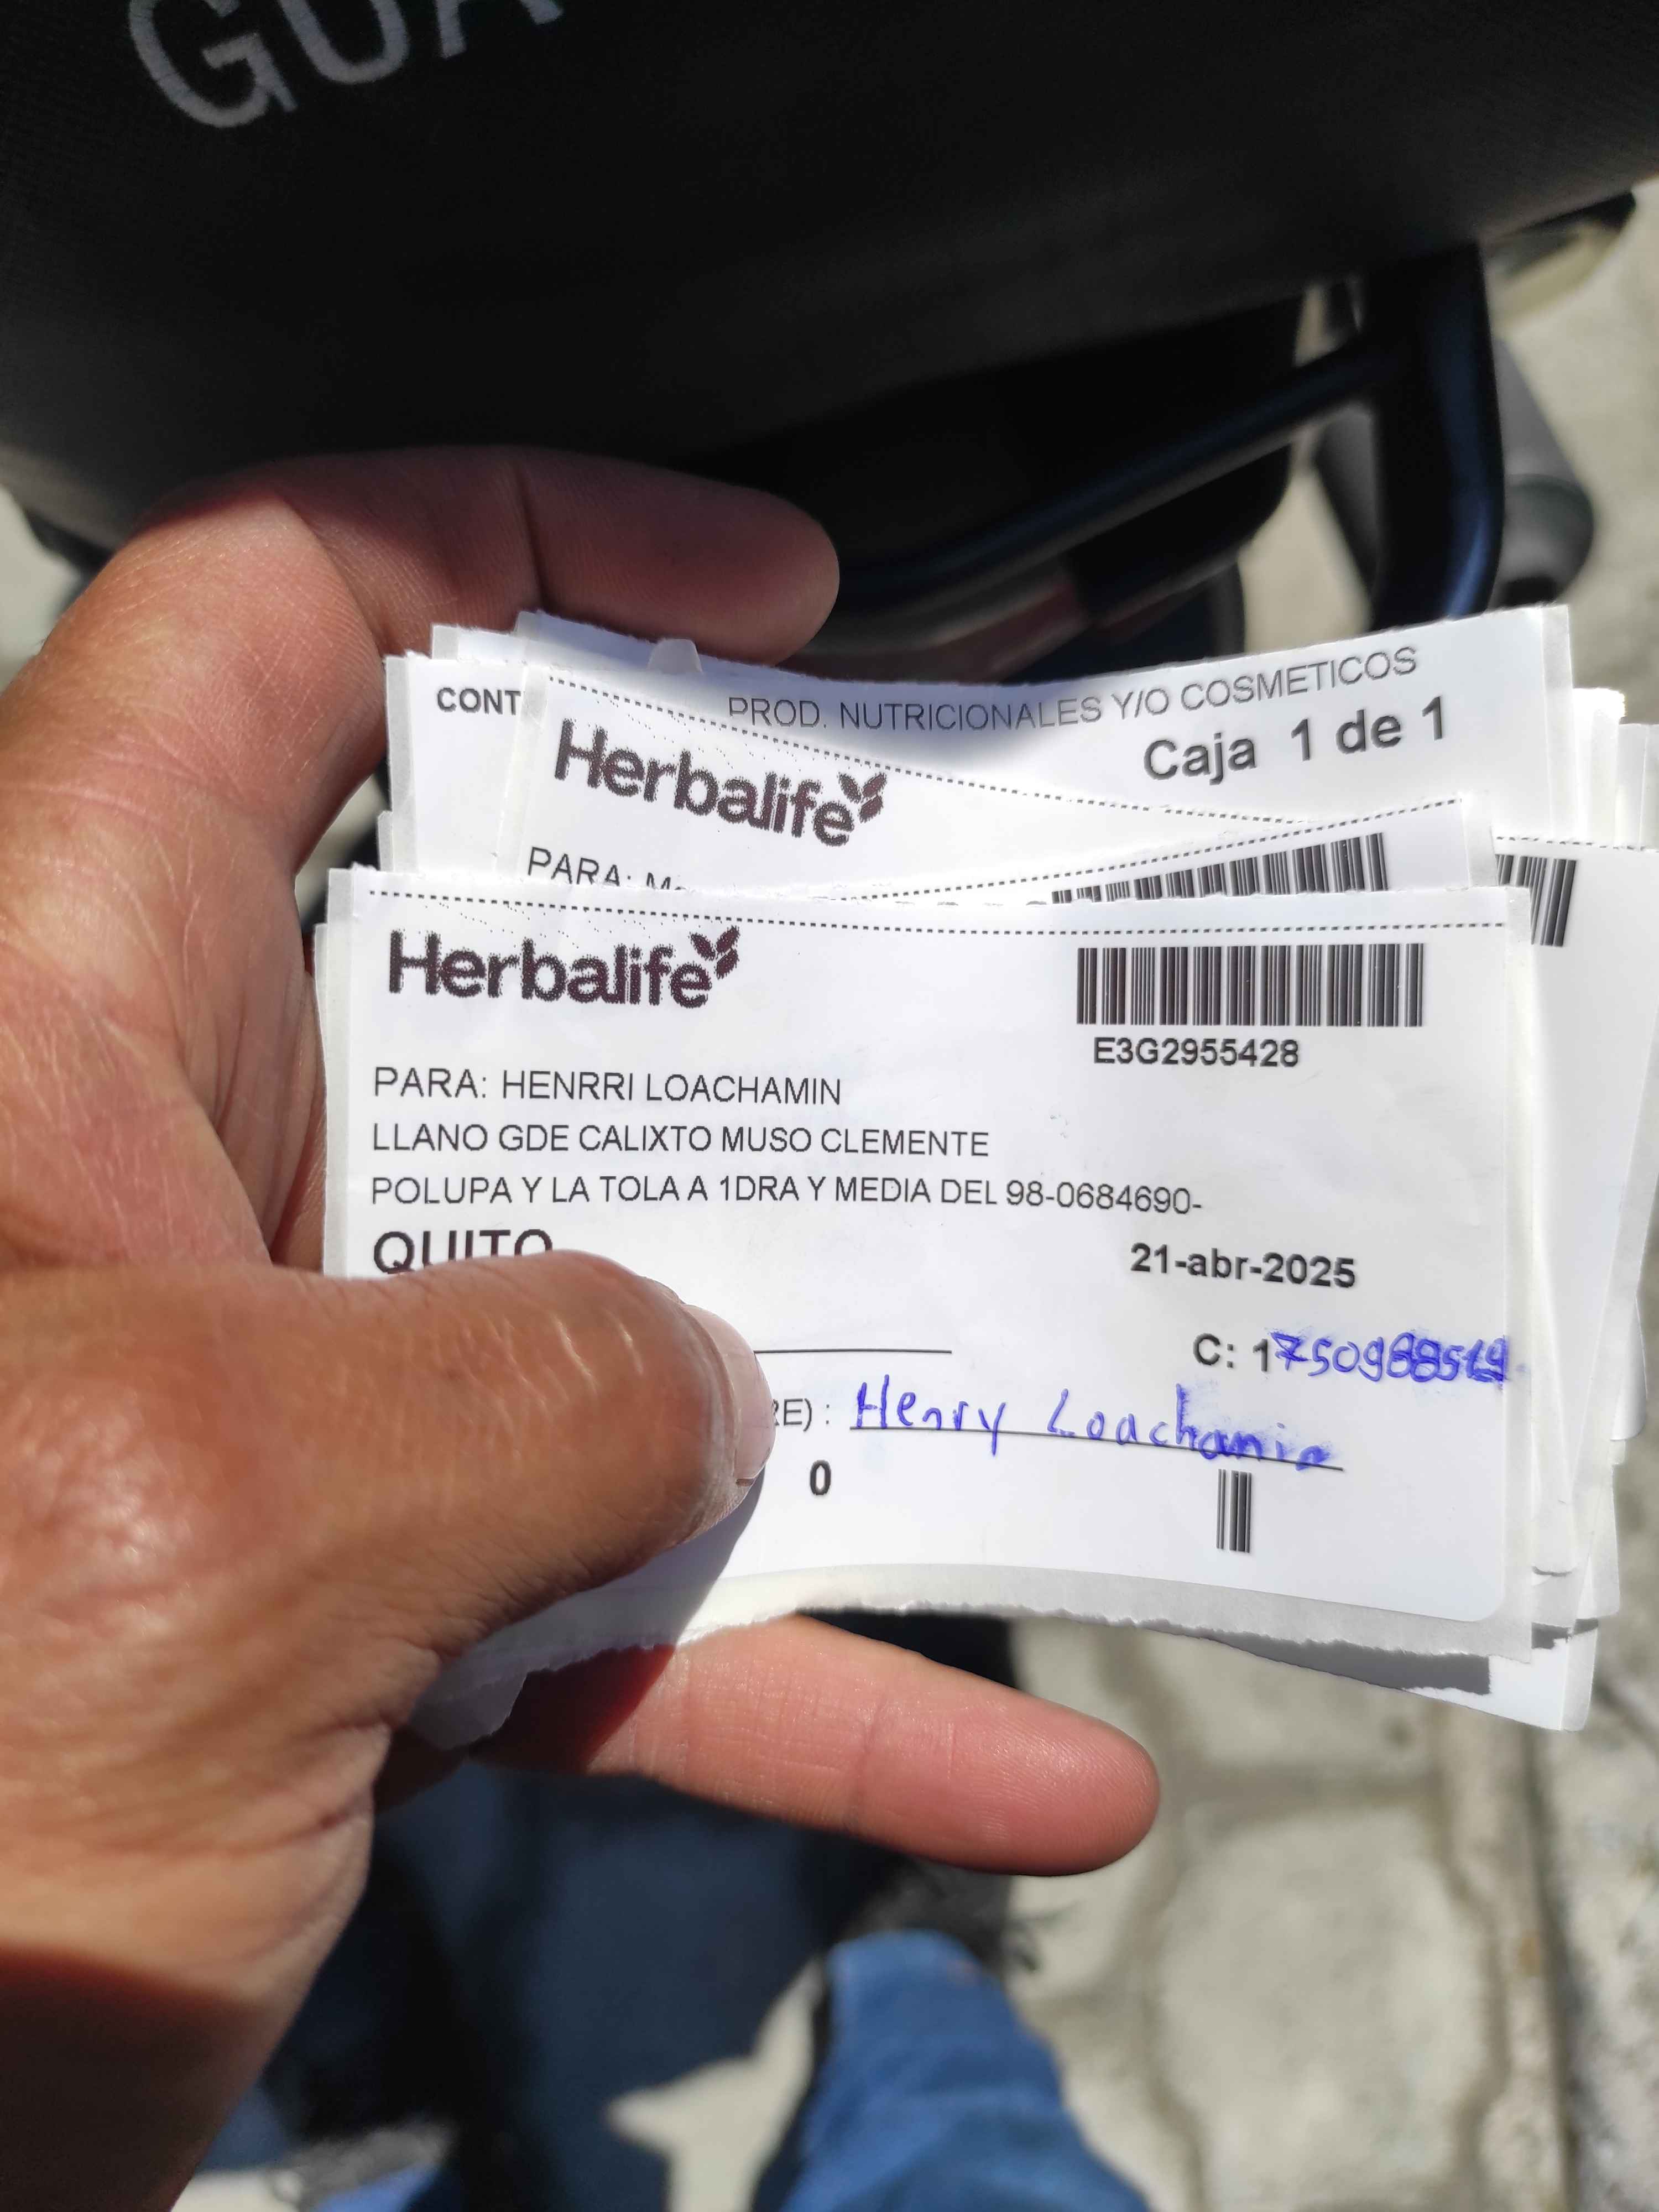 GUA
PROD. NUTRICIONALES Y/O COSMETICOS
CONT
Caja 1 de 1
Herbalife
PARA:
Herbalife
E3G2955428
PARA: HENRRI LOACHAMIN
LLANO GDE CALIXTO MUSO CLEMENTE
POLUPA Y LA TOLA A 1DRA Y MEDIA DEL 98-0684690-
QUITO
21-abr-2025
C:
RE) : Henry Loachamin
0